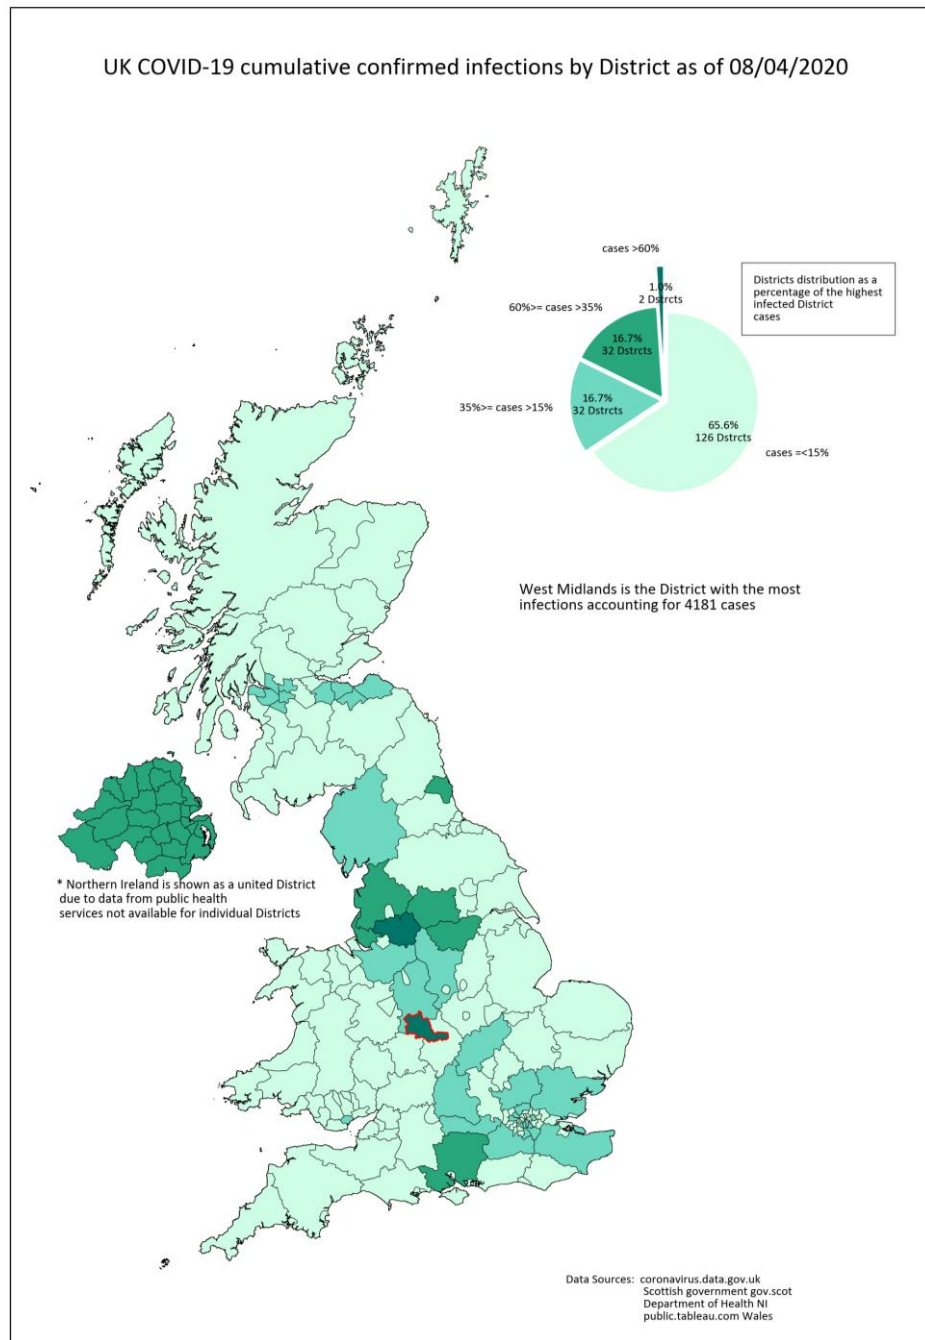 UK COVID-19 cumulative confirmed infections by District as of 08/04/2020
cases >60%
1.0%
2 Dstrcts
60%>= cases >35%
16.7%
32 Dstrcts
35%>= cases >15%
16.7%
32 Dstrcts
65.6%
126 Dstrcts
cases =<15%
Districts distribution as a
percentage of the highest
infected District
cases
West Midlands is the District with the most
infections accounting for 4181 cases
* Northern Ireland is shown as a united District
due to data from public health
services not available for individual Districts
Data Sources: coronavirus.data.gov.uk
Scottish government gov.scot
Department of Health NI
public.tableau.com Wales